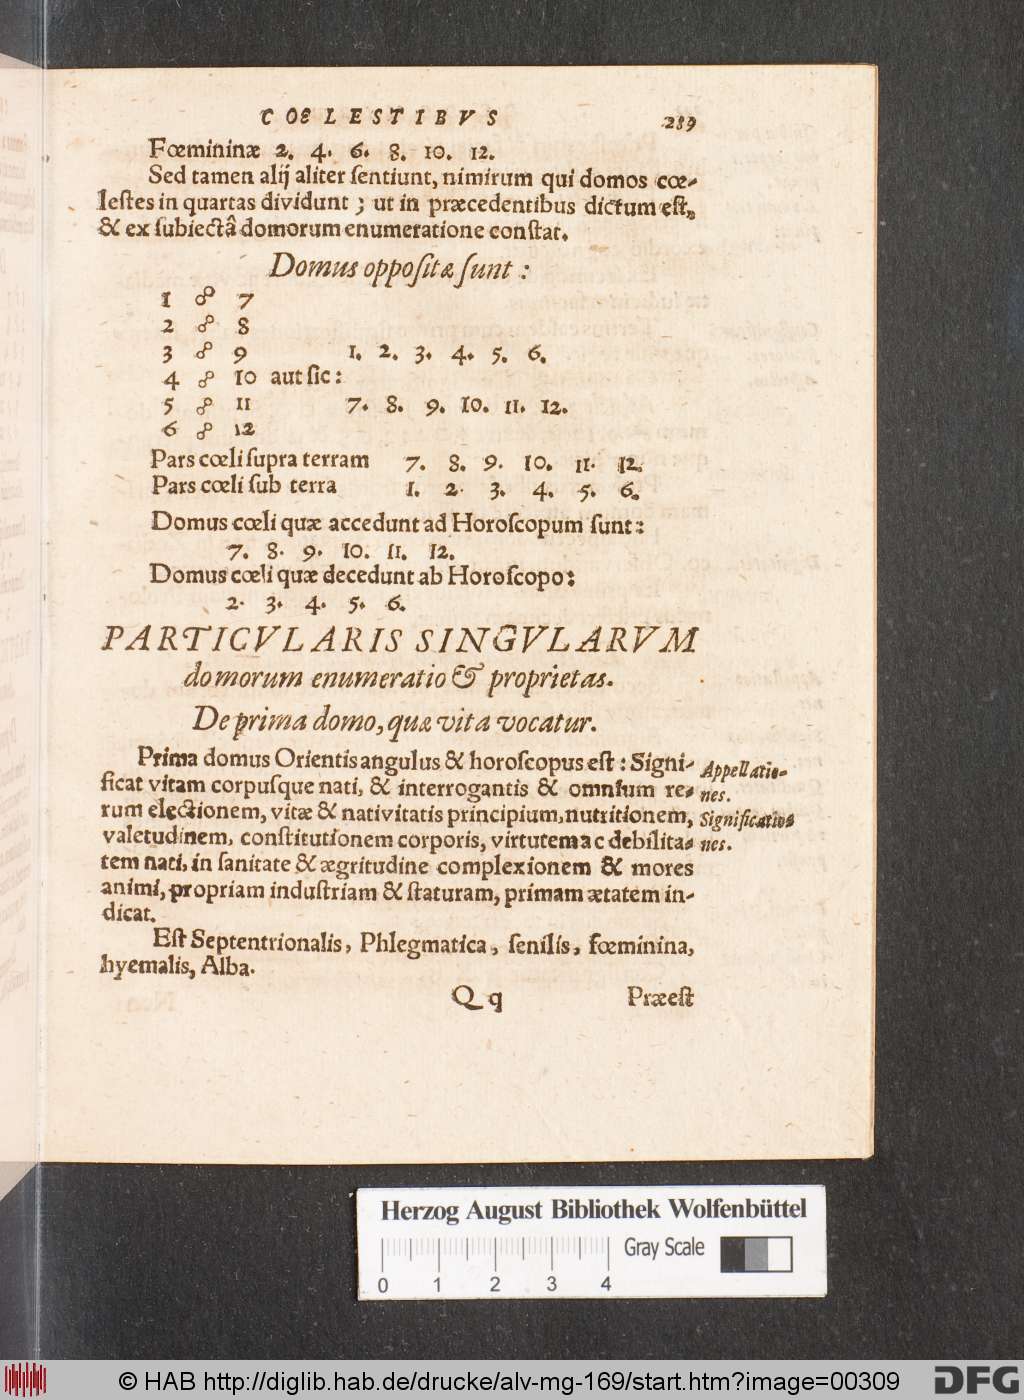 COELESTIBVS 289
Fœmininæ 2. 4. 6. 8. 10. 12.
Sed tamen alij aliter ſentiunt, nimirum qui domos cœ-
leſtes in quartas dividunt; ut in præcedentibus dictum eſt,
& ex ſubiectâ domorum enumeratione conſtat.
Domus oppoſitæ ſunt:
1 ☍ 7
2 ☍ 8
3 ☍ 9 1. 2. 3. 4. 5. 6.
4 ☍ 10 aut ſic:
5 ☍ 11 7. 8. 9. 10. 11. 12.
6 ☍ 12
Pars cœli ſupra terram 7. 8. 9. 10. 11. 12.
Pars cœli ſub terra 1. 2. 3. 4. 5. 6.
Domus cœli quæ accedunt ad Horoſcopum ſunt:
7. 8. 9. 10. 11. 12.
Domus cœli quæ decedunt ab Horoſcopo:
2. 3. 4. 5. 6.
PARTICVLARIS SINGVLARVM
domorum enumeratio & proprietas.
De prima domo, quæ vita vocatur.
Prima domus Orientis angulus & horoſcopus eſt: Signi-
ficat vitam corpuſque nati, & interrogantis & omnium re-
rum electionem, vitæ & nativitatis principium, nutritionem,
valetudinem, conſtitutionem corporis, virtutem ac debilita-
tem nati, in ſanitate & ægritudine complexionem & mores
animi, propriam induſtriam & ſtaturam, primam ætatem in-
dicat.
Appellatio-
nes.
Significatio-
nes.
Eſt Septentrionalis, Phlegmatica, ſenilis, fœminina,
hyemalis, Alba.
Qq Præeſt
Herzog August Bibliothek Wolfenbüttel
Gray Scale
0 1 2 3 4
© HAB http://diglib.hab.de/drucke/alv-mg-169/start.htm?image=00309
DFG